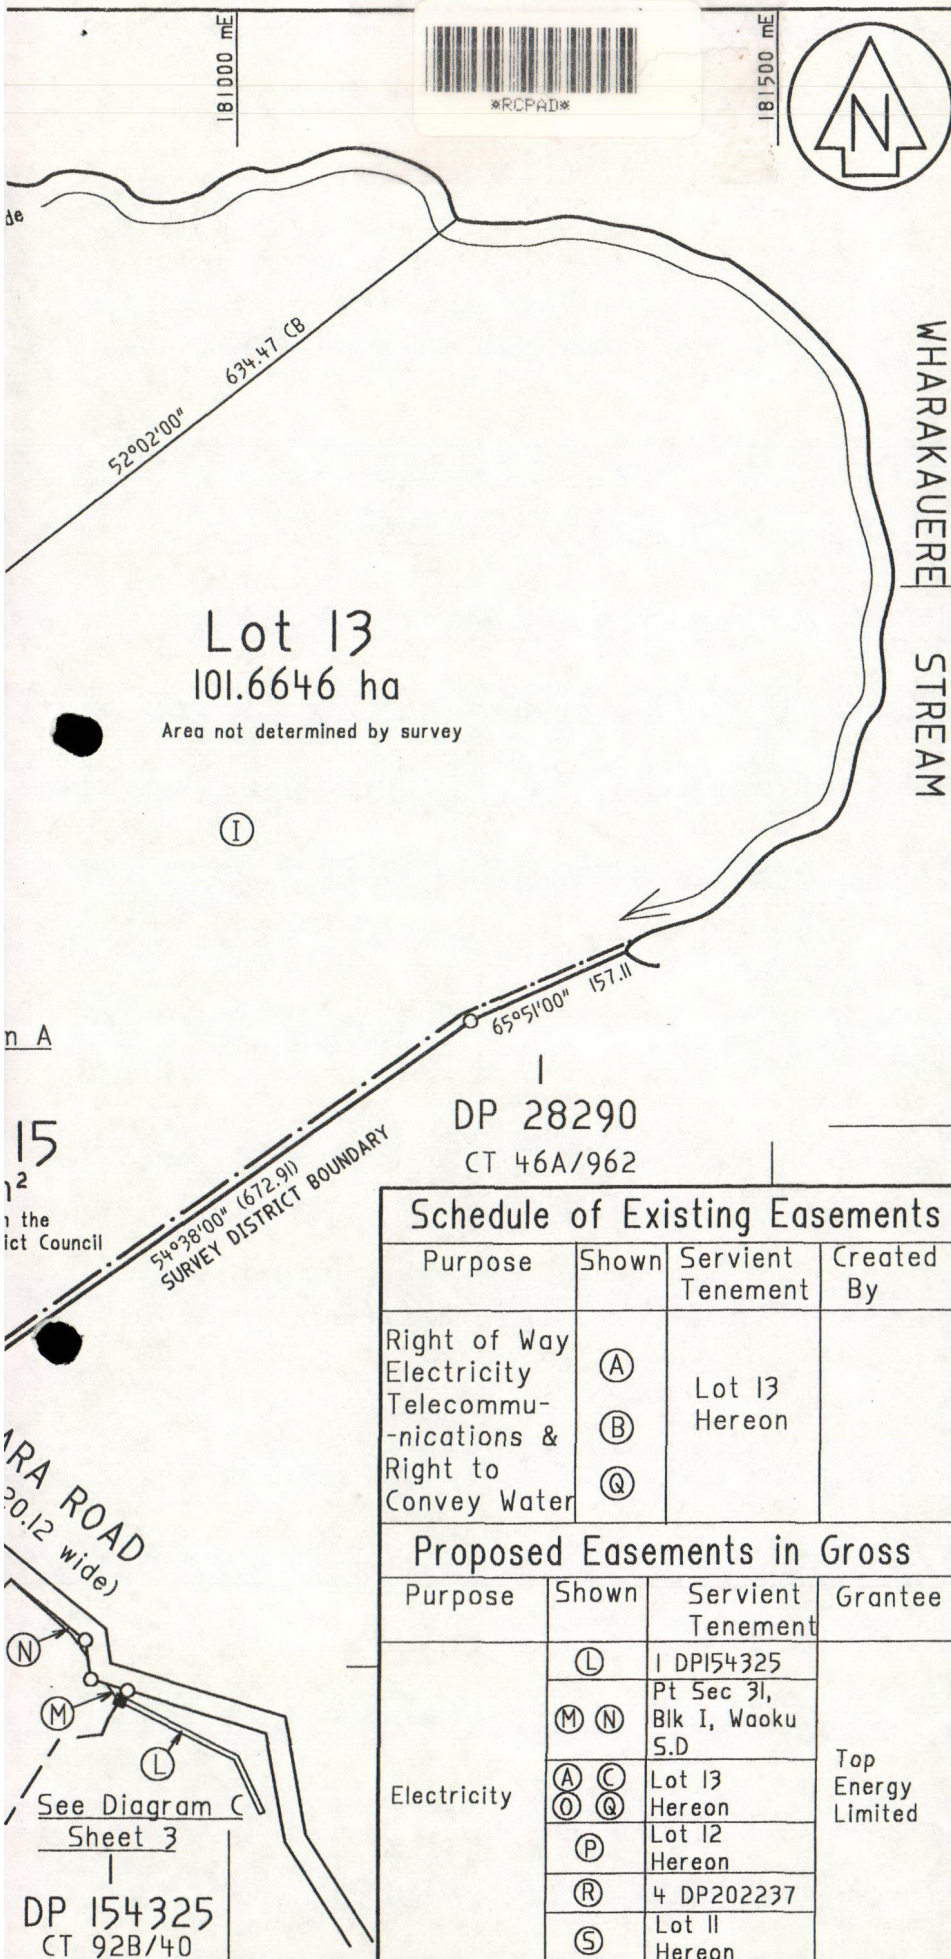 181000 mE
181500 mE
*RCPAD*
N
de
634.47 CB
52°02'00"
WHARAKAUERE STREAM
Lot 13
101.6646 ha
Area not determined by survey
I
65°51'00" 157.11
A
1
DP 28290
CT 46A/962
15
the
ict Council
54°38'00" (672.91)
SURVEY DISTRICT BOUNDARY
ARA ROAD
20.12 wide)
N
M
L
See Diagram C
Sheet 3
1
DP 154325
CT 92B/40
Schedule of Existing Easements
Purpose Shown Servient Tenement Created By
Right of Way
Electricity
Telecommu-
-nications &
Right to
Convey Water
A
B
Q
Lot 13
Hereon
Proposed Easements in Gross
Purpose Shown Servient Tenement Grantee
Electricity
L 1 DP154325
M N Pt Sec 31,
Blk I, Waoku
S.D
A C Lot 13
O Q Hereon
P Lot 12
Hereon
R 4 DP202237
S Lot 11
Hereon
Top
Energy
Limited